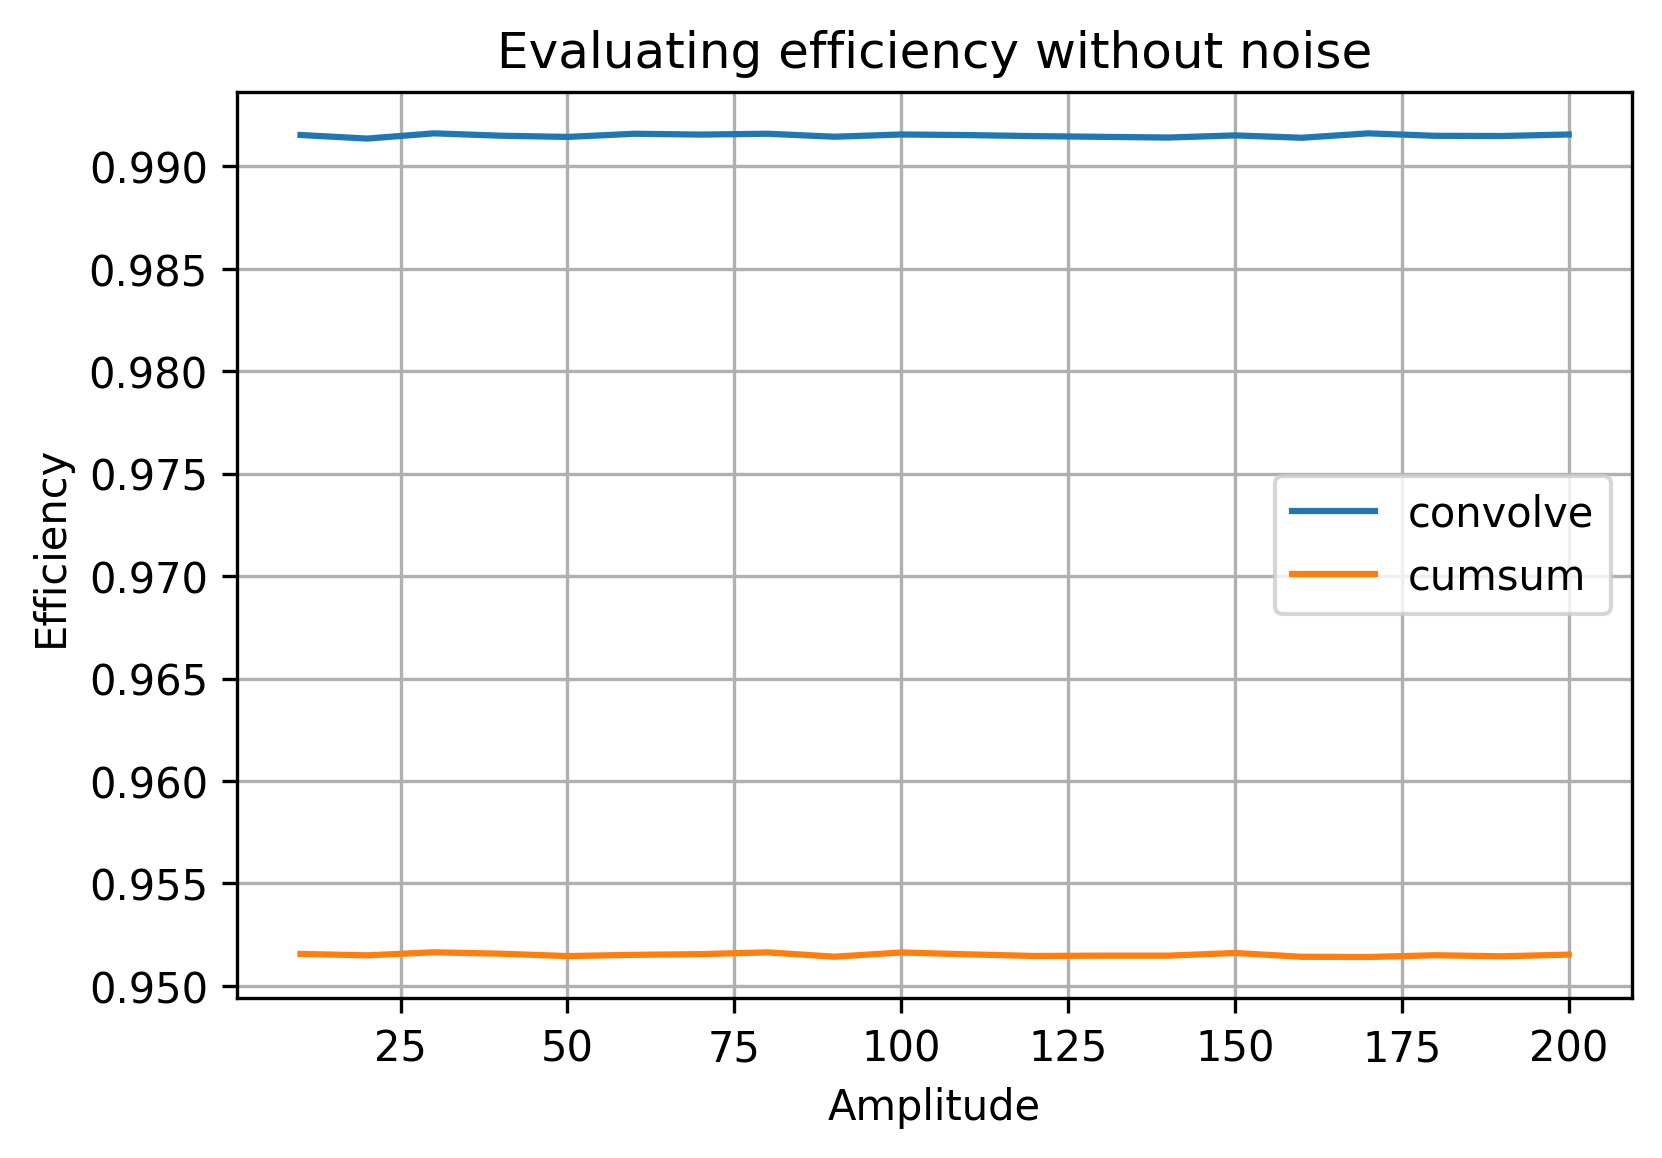 Evaluating efficiency without noise
0.990
0.985
0.980
0.975
0.970
0.965
0.960
0.955
0.950
Efficiency
convolve
cumsum
25 50 75 100 125 150 175 200
Amplitude